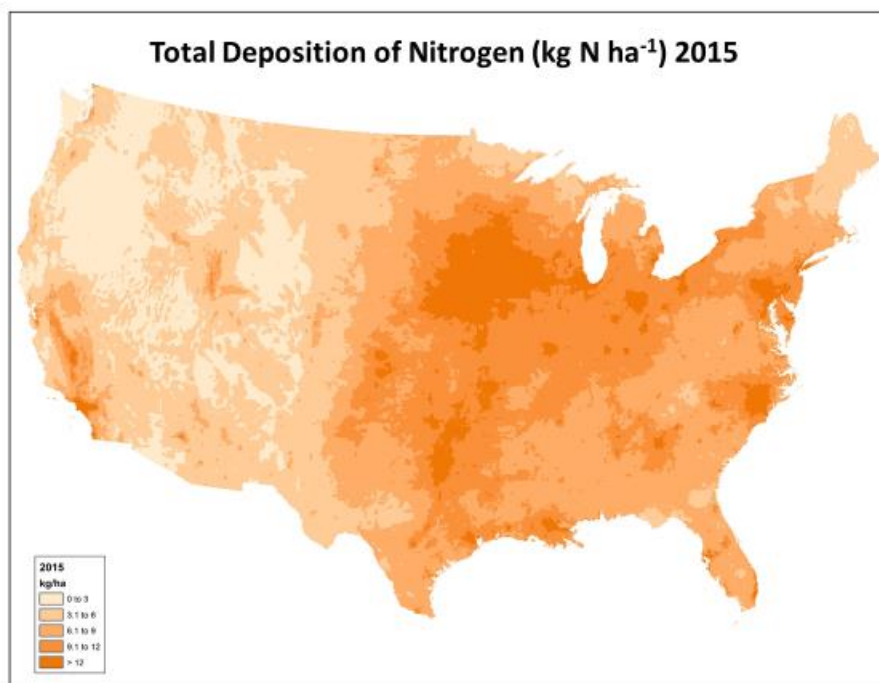 Total Deposition of Nitrogen (kg N ha⁻¹) 2015
2015
kg/ha
0 to 3
3.1 to 6
6.1 to 9
9.1 to 12
> 12